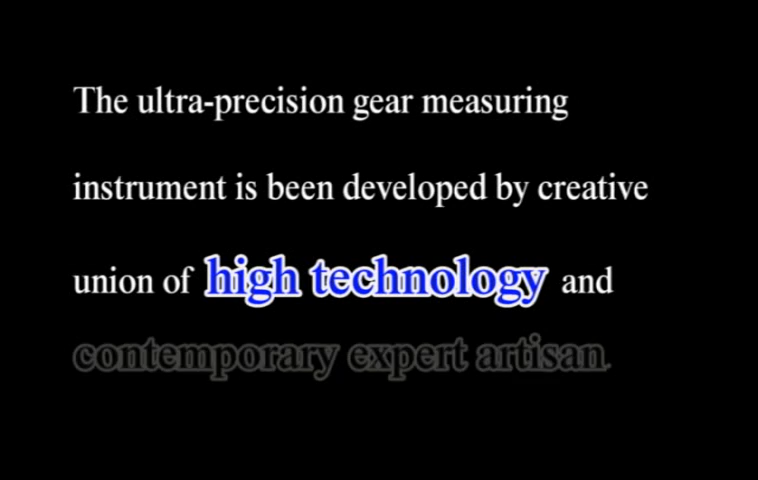 The ultra-precision gear measuring
instrument is been developed by creative
union of high technology and
contemporary expert artisan.